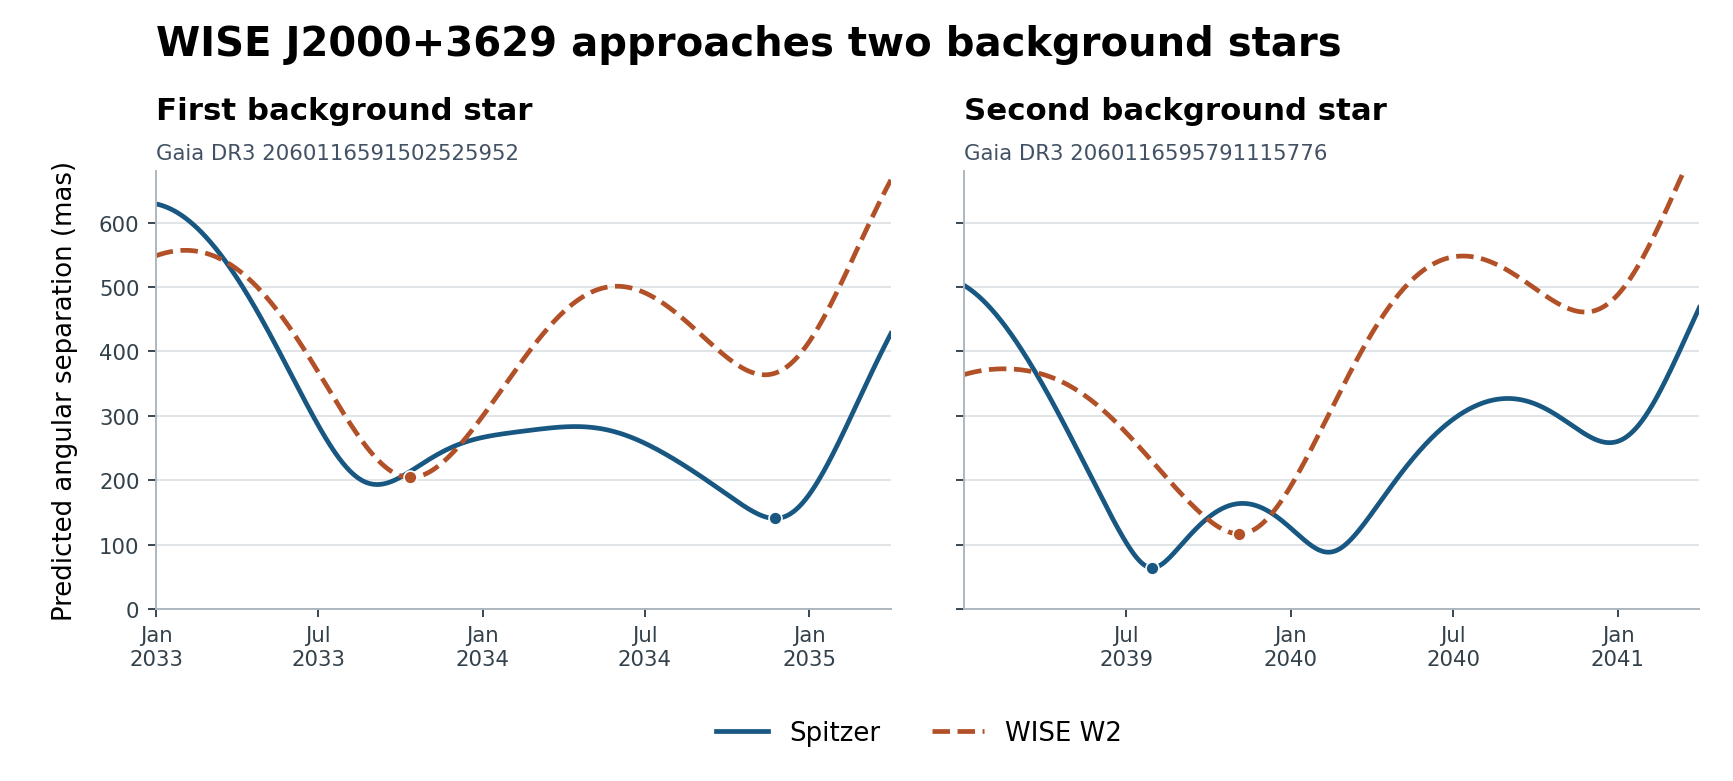 WISE J2000+3629 approaches two background stars
First background star
Gaia DR3 2060116591502525952
Second background star
Gaia DR3 2060116595791115776
Predicted angular separation (mas)
600
500
400
300
200
100
0
Jan
2033
Jul
2033
Jan
2034
Jul
2034
Jan
2035
Jul
2039
Jan
2040
Jul
2040
Jan
2041
Spitzer
WISE W2